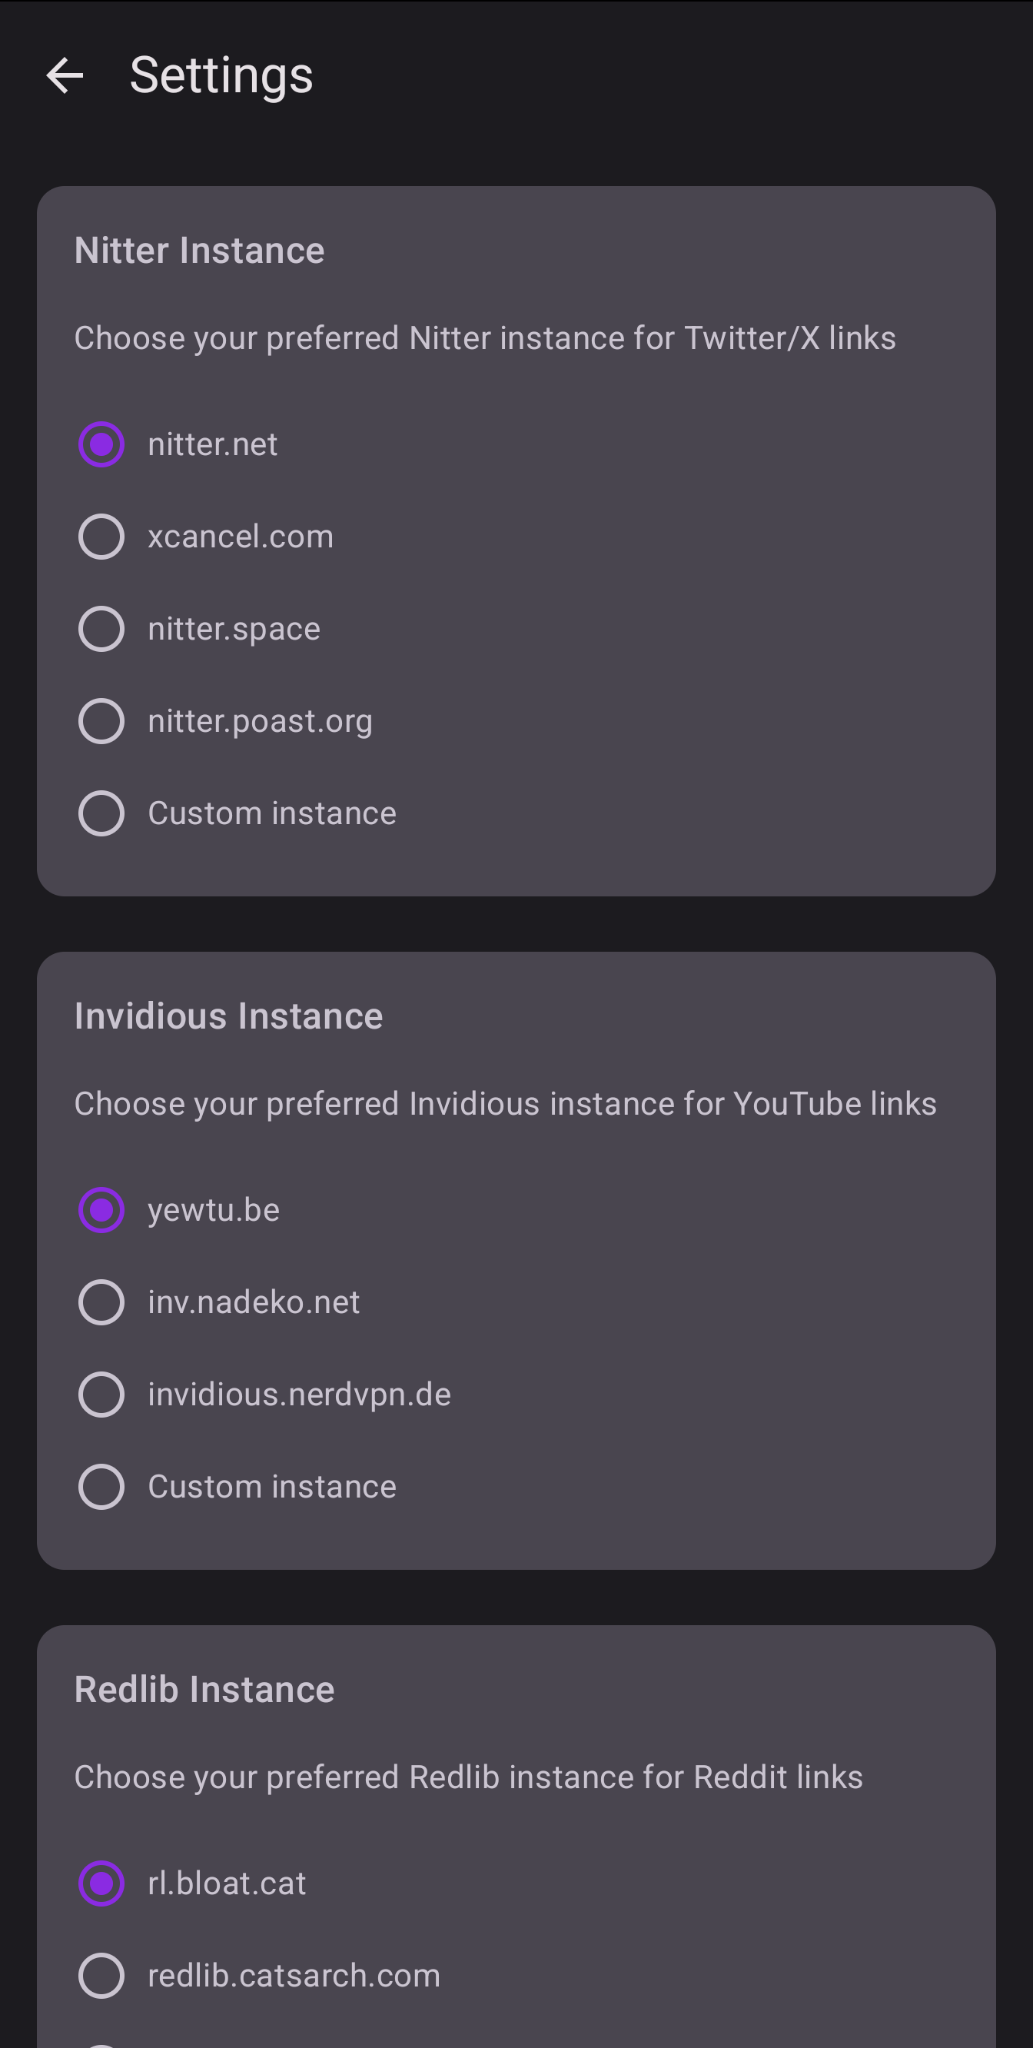 Settings
Nitter Instance
Choose your preferred Nitter instance for Twitter/X links
nitter.net
xcancel.com
nitter.space
nitter.poast.org
Custom instance
Invidious Instance
Choose your preferred Invidious instance for YouTube links
yewtu.be
inv.nadeko.net
invidious.nerdvpn.de
Custom instance
Redlib Instance
Choose your preferred Redlib instance for Reddit links
rl.bloat.cat
redlib.catsarch.com